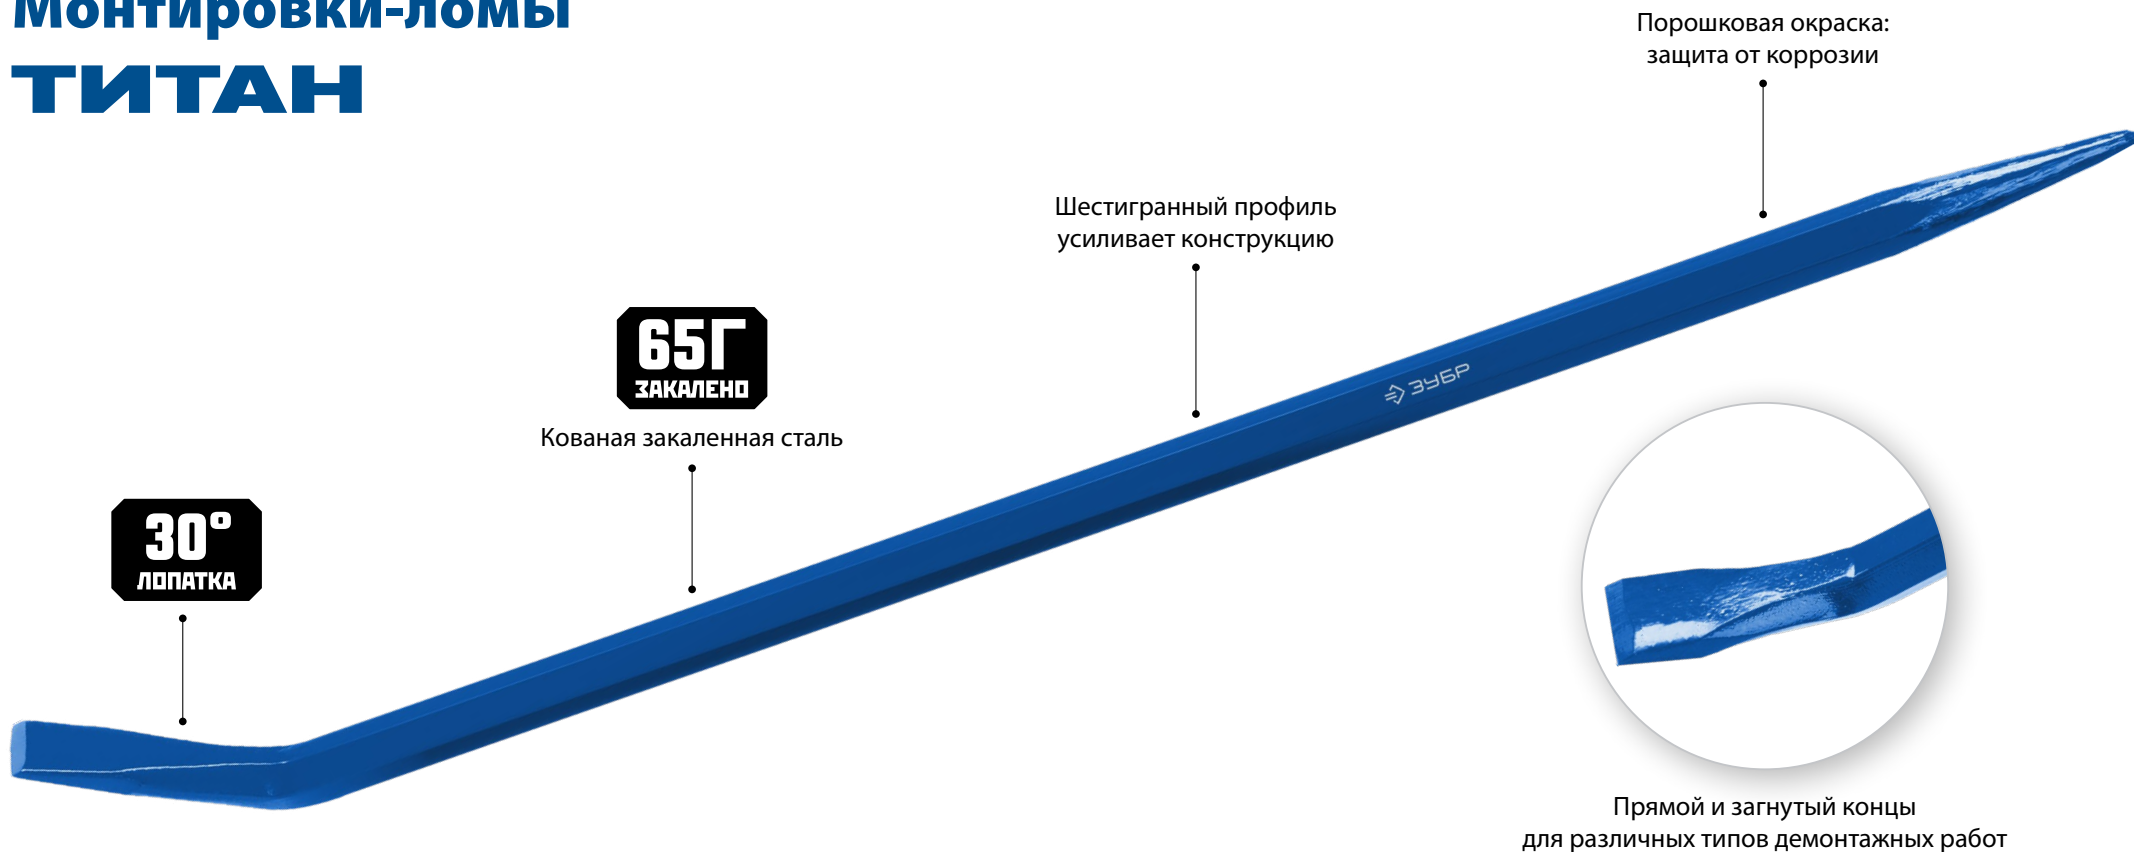 Монтировки-ломы
ТИТАН
Порошковая окраска:
защита от коррозии
Шестигранный профиль
усиливает конструкцию
65Г
ЗАКАЛЕНО
Кованая закаленная сталь
ЗУБР
30°
ЛОПАТКА
Прямой и загнутый концы
для различных типов демонтажных работ